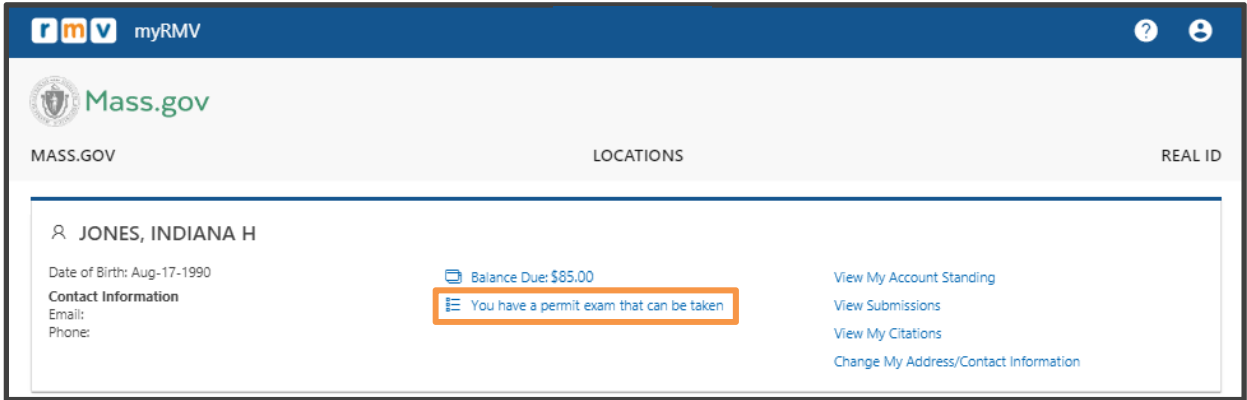 rmv myRMV
Mass.gov
MASS.GOV LOCATIONS REAL ID
JONES, INDIANA H
Date of Birth: Aug-17-1990
Contact Information
Email:
Phone:
Balance Due: $85.00
You have a permit exam that can be taken
View My Account Standing
View Submissions
View My Citations
Change My Address/Contact Information